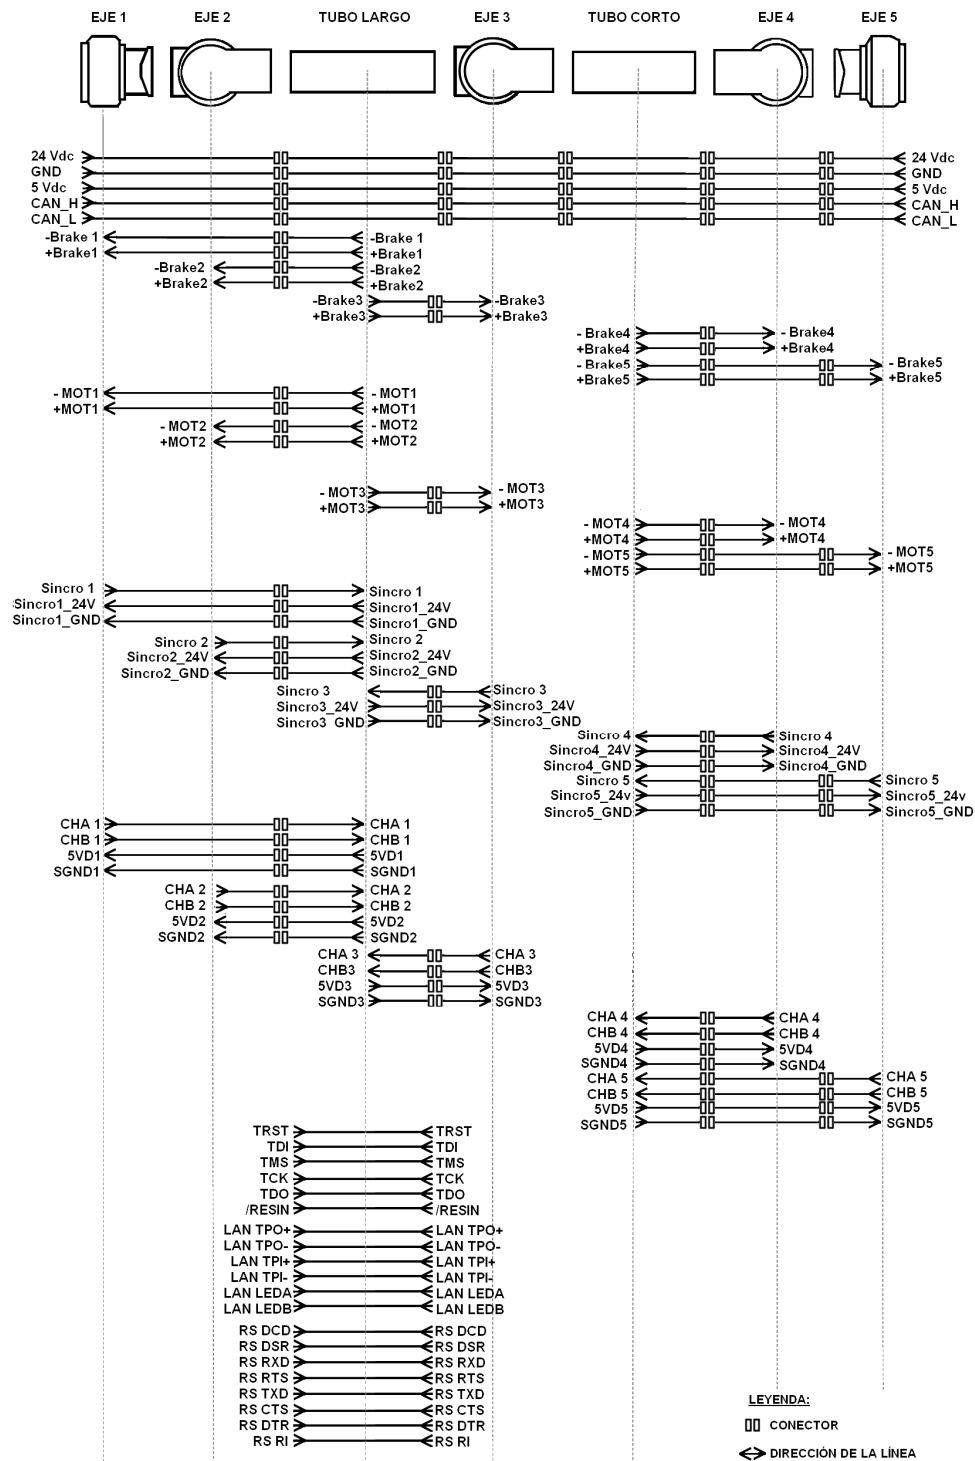 EJE 1 EJE 2 TUBO LARGO EJE 3 TUBO CORTO EJE 4 EJE 5
24 Vdc 24 Vdc
GND GND
5 Vdc 5 Vdc
CAN_H CAN_H
CAN_L CAN_L
-Brake 1 -Brake 1
+Brake1 +Brake1
-Brake2 -Brake2
+Brake2 +Brake2
-Brake3 -Brake3
+Brake3 +Brake3
- Brake4 - Brake4
+Brake4 +Brake4
- Brake5 - Brake5
+Brake5 +Brake5
- MOT1 - MOT1
+MOT1 +MOT1
- MOT2 - MOT2
+MOT2 +MOT2
- MOT3 - MOT3
+MOT3 +MOT3
- MOT4 - MOT4
+MOT4 +MOT4
- MOT5 - MOT5
+MOT5 +MOT5
Sincro 1 Sincro 1
Sincro1_24V Sincro1_24V
Sincro1_GND Sincro1_GND
Sincro 2 Sincro 2
Sincro2_24V Sincro2_24V
Sincro2_GND Sincro2_GND
Sincro 3 Sincro 3
Sincro3_24V Sincro3_24V
Sincro3_GND Sincro3_GND
Sincro 4 Sincro 4
Sincro4_24V Sincro4_24V
Sincro4_GND Sincro4_GND
Sincro 5 Sincro 5
Sincro5_24v Sincro5_24v
Sincro5_GND Sincro5_GND
CHA 1 CHA 1
CHB 1 CHB 1
5VD1 5VD1
SGND1 SGND1
CHA 2 CHA 2
CHB 2 CHB 2
5VD2 5VD2
SGND2 SGND2
CHA 3 CHA 3
CHB3 CHB3
5VD3 5VD3
SGND3 SGND3
CHA 4 CHA 4
CHB 4 CHB 4
5VD4 5VD4
SGND4 SGND4
CHA 5 CHA 5
CHB 5 CHB 5
5VD5 5VD5
SGND5 SGND5
TRST TRST
TDI TDI
TMS TMS
TCK TCK
TDO TDO
/RESIN /RESIN
LAN TPO+ LAN TPO+
LAN TPO- LAN TPO-
LAN TPI+ LAN TPI+
LAN TPI- LAN TPI-
LAN LEDA LAN LEDA
LAN LEDB LAN LEDB
RS DCD RS DCD
RS DSR RS DSR
RS RXD RS RXD
RS RTS RS RTS
RS TXD RS TXD
RS CTS RS CTS
RS DTR RS DTR
RS RI RS RI
LEYENDA:
CONECTOR
DIRECCIÓN DE LA LÍNEA